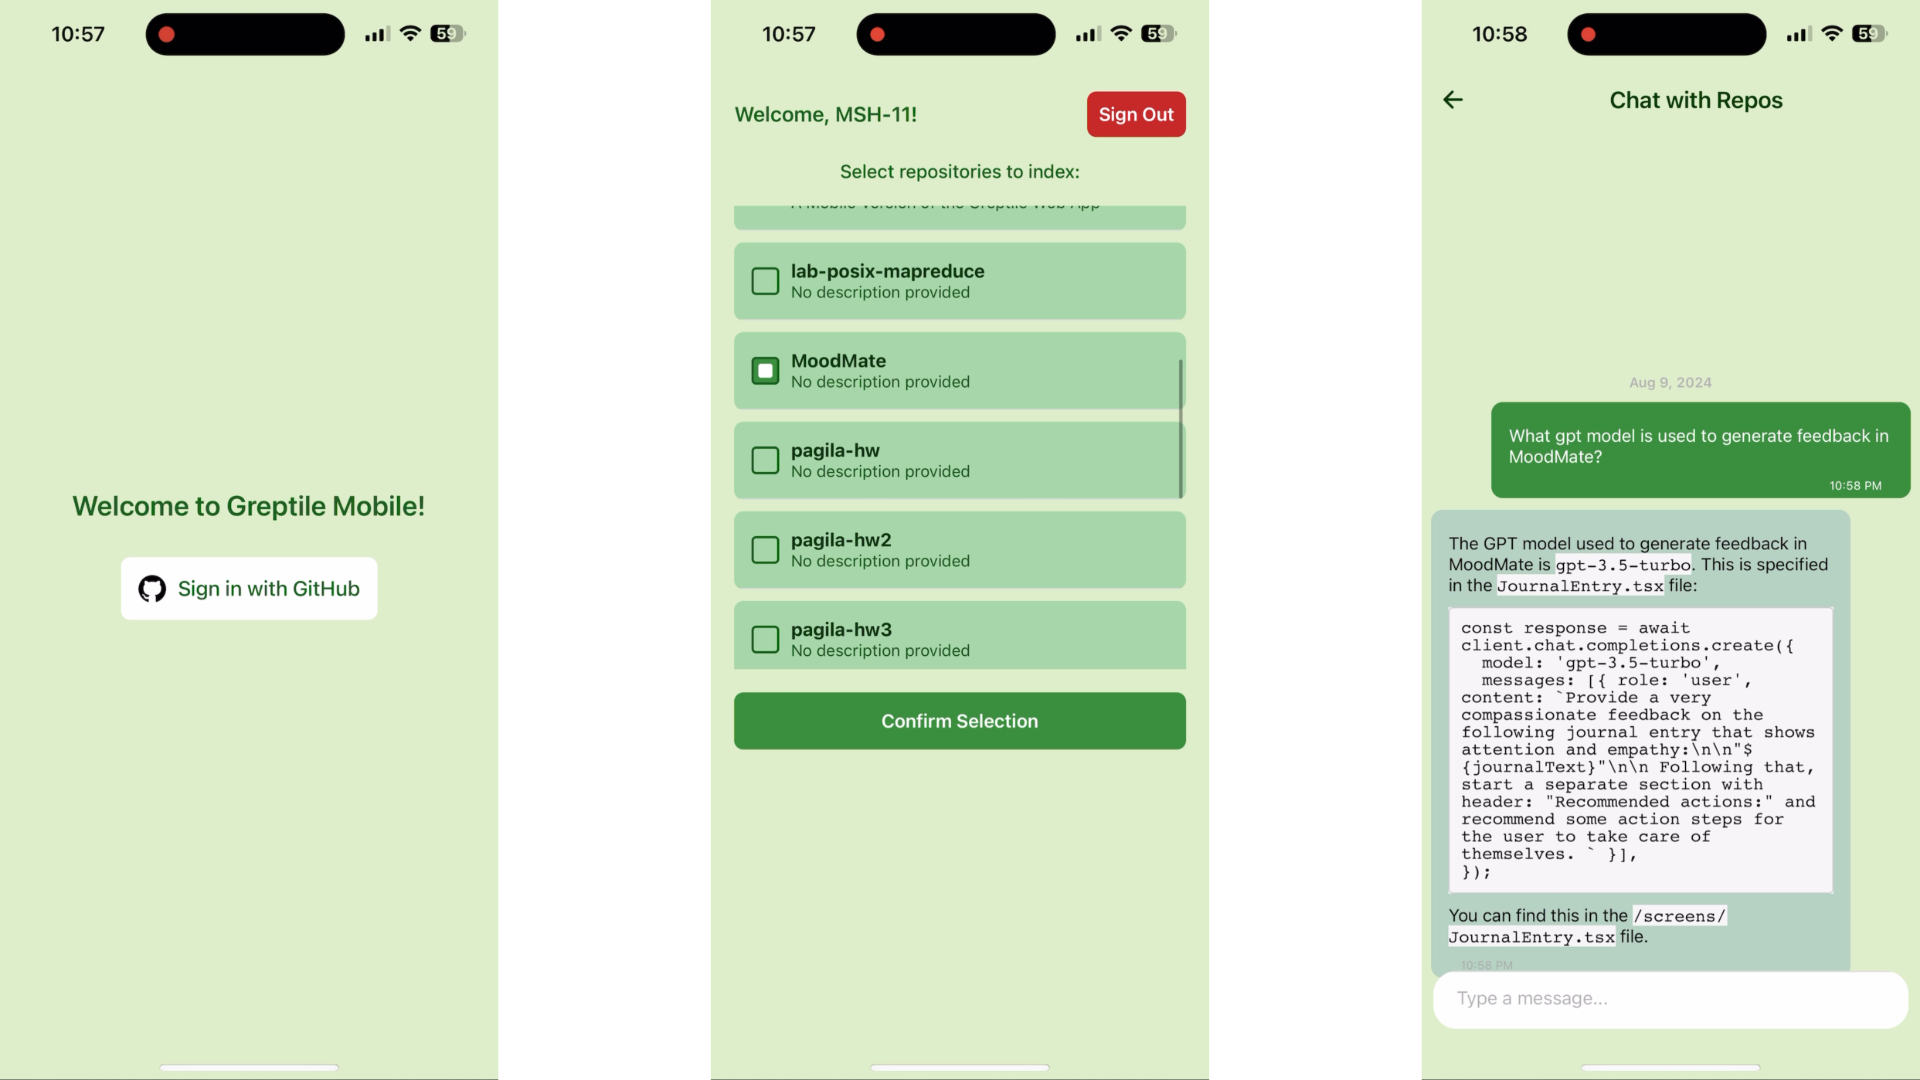 10:57
59
Welcome to Greptile Mobile!
Sign in with GitHub
10:57
59
Welcome, MSH-11!
Sign Out
Select repositories to index:
A Mobile Version of the Greptile Web App
lab-posix-mapreduce
No description provided
MoodMate
No description provided
pagila-hw
No description provided
pagila-hw2
No description provided
pagila-hw3
No description provided
Confirm Selection
10:58
59
Chat with Repos
Aug 9, 2024
What gpt model is used to generate feedback in
MoodMate?
10:58 PM
The GPT model used to generate feedback in
MoodMate is gpt-3.5-turbo. This is specified
in the JournalEntry.tsx file:
const response = await
client.chat.completions.create({
  model: 'gpt-3.5-turbo',
  messages: [{ role: 'user',
content: `Provide a very
compassionate feedback on the
following journal entry that shows
attention and empathy:\n\n"$
{journalText}"\n\n Following that,
start a separate section with
header: "Recommended actions:" and
recommend some action steps for
the user to take care of
themselves. ` }],
});
You can find this in the /screens/
JournalEntry.tsx file.
10:58 PM
Type a message...